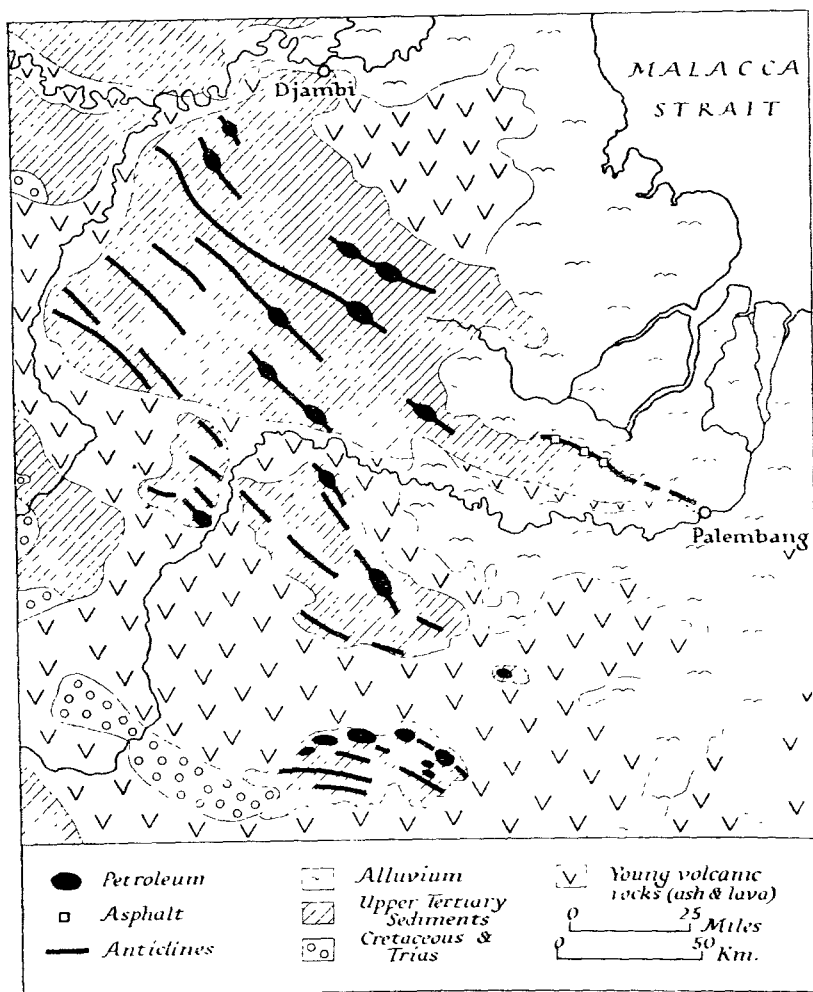 MALACCA
STRAIT
Djambi
Palembang
Petroleum
Asphalt
Anticlines
Alluvium
Upper Tertiary
Sediments
Cretaceous &
Trias
Young volcanic
rocks (ash & lava)
0 25 Miles
0 50 Km.